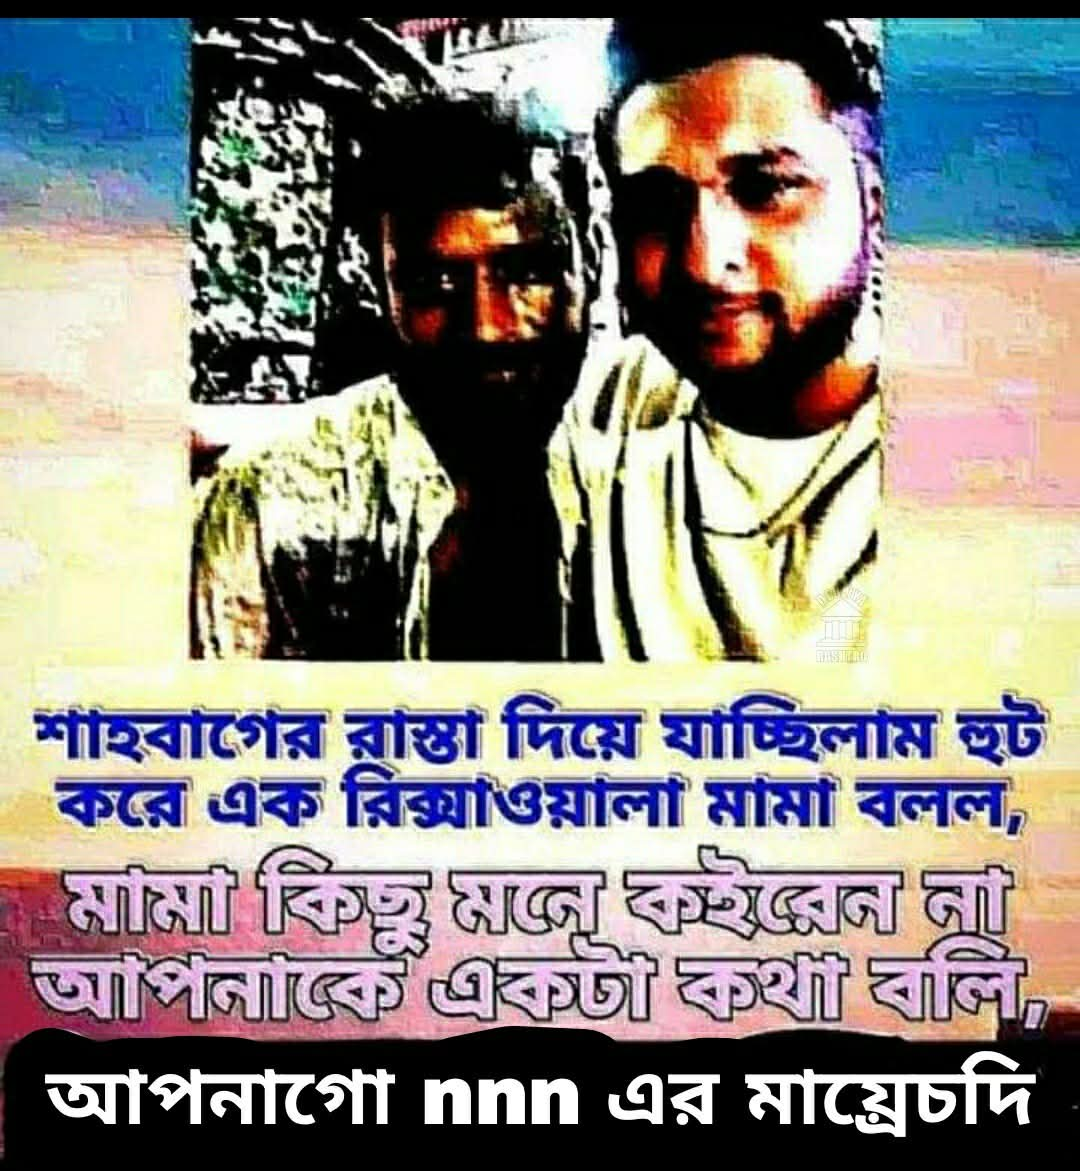 শাহবাগের রাস্তা দিয়ে যাচ্ছিলাম হুট
করে এক রিক্সাওয়ালা মামা বলল,
মামা কিছু মনে কইরেন না
আপনাকে একটা কথা বলি,
আপনাগো nnn এর মায়্রেচদি